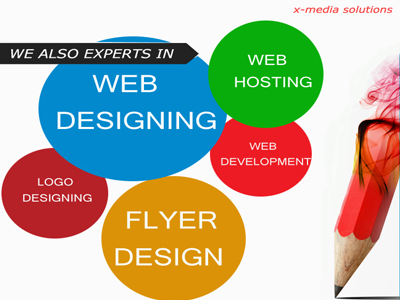 x-media solutions
WE ALSO EXPERTS IN
WEB
DESIGNING
WEB
HOSTING
WEB
DEVELOPMENT
LOGO
DESIGNING
FLYER
DESIGN